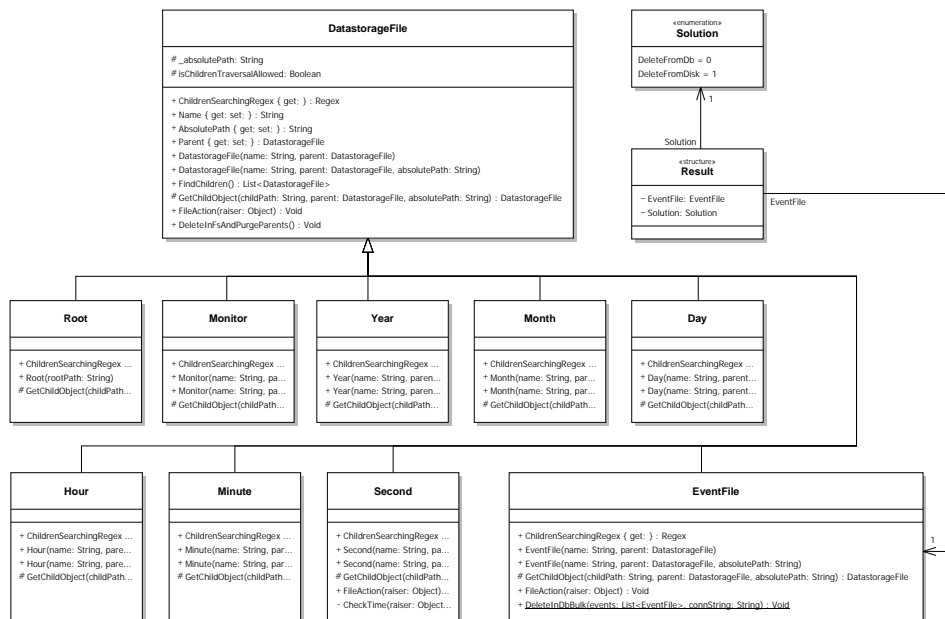 DatastorageFile
# _absolutePath: String
# isChildrenTraversalAllowed: Boolean
+ ChildrenSearchingRegex { get; } : Regex
+ Name { get; set; } : String
+ AbsolutePath { get; set; } : String
+ Parent { get; set; } : DatastorageFile
+ DatastorageFile(name: String, parent: DatastorageFile)
+ DatastorageFile(name: String, parent: DatastorageFile, absolutePath: String)
+ FindChildren() : List<DatastorageFile>
# GetChildObject(childPath: String, parent: DatastorageFile, absolutePath: String) : DatastorageFile
+ FileAction(raiser: Object) : Void
+ DeleteInFsAndPurgeParents() : Void
«enumeration»
Solution
DeleteFromDb = 0
DeleteFromDisk = 1
1
Solution
«structure»
Result
− EventFile: EventFile
− Solution: Solution
EventFile
Root
+ ChildrenSearchingRegex ...
+ Root(rootPath: String)
# GetChildObject(childPath...
Monitor
+ ChildrenSearchingRegex ...
+ Monitor(name: String, pa...
+ Monitor(name: String, pa...
# GetChildObject(childPath...
Year
+ ChildrenSearchingRegex ...
+ Year(name: String, paren...
+ Year(name: String, paren...
# GetChildObject(childPath...
Month
+ ChildrenSearchingRegex ...
+ Month(name: String, par...
+ Month(name: String, par...
# GetChildObject(childPath...
Day
+ ChildrenSearchingRegex ...
+ Day(name: String, parent...
+ Day(name: String, parent...
# GetChildObject(childPath...
Hour
+ ChildrenSearchingRegex ...
+ Hour(name: String, pare...
+ Hour(name: String, pare...
# GetChildObject(childPath...
Minute
+ ChildrenSearchingRegex ...
+ Minute(name: String, par...
+ Minute(name: String, par...
# GetChildObject(childPath...
Second
+ ChildrenSearchingRegex ...
+ Second(name: String, pa...
+ Second(name: String, pa...
# GetChildObject(childPath...
+ FileAction(raiser: Object)...
- CheckTime(raiser: Object...
EventFile
+ ChildrenSearchingRegex { get; } : Regex
+ EventFile(name: String, parent: DatastorageFile)
+ EventFile(name: String, parent: DatastorageFile, absolutePath: String)
# GetChildObject(childPath: String, parent: DatastorageFile, absolutePath: String) : DatastorageFile
+ FileAction(raiser: Object) : Void
+ DeleteInDbBulk(events: List<EventFile>, connString: String) : Void
1